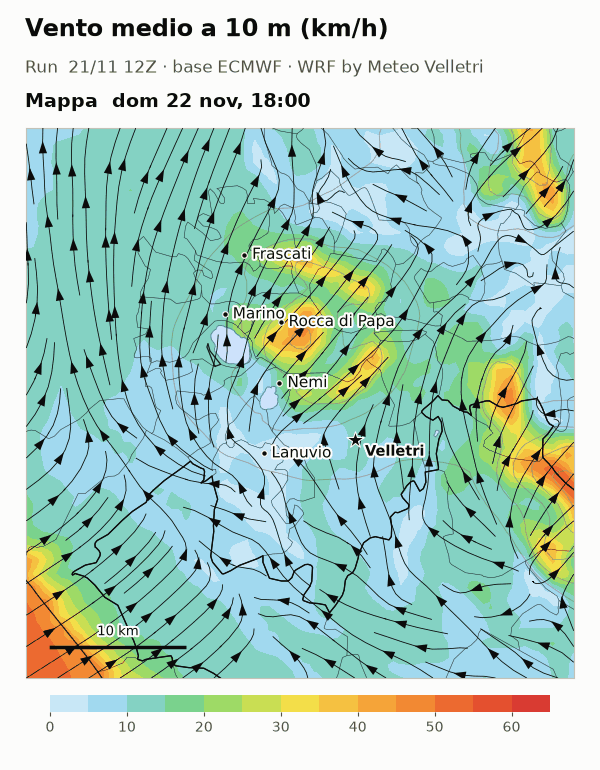 Vento medio a 10 m (km/h)
Run  21/11 12Z · base ECMWF · WRF by Meteo Velletri
Mappa  dom 22 nov, 18:00
Frascati
Marino
Rocca di Papa
Nemi
Lanuvio
Velletri
10 km
0 10 20 30 40 50 60